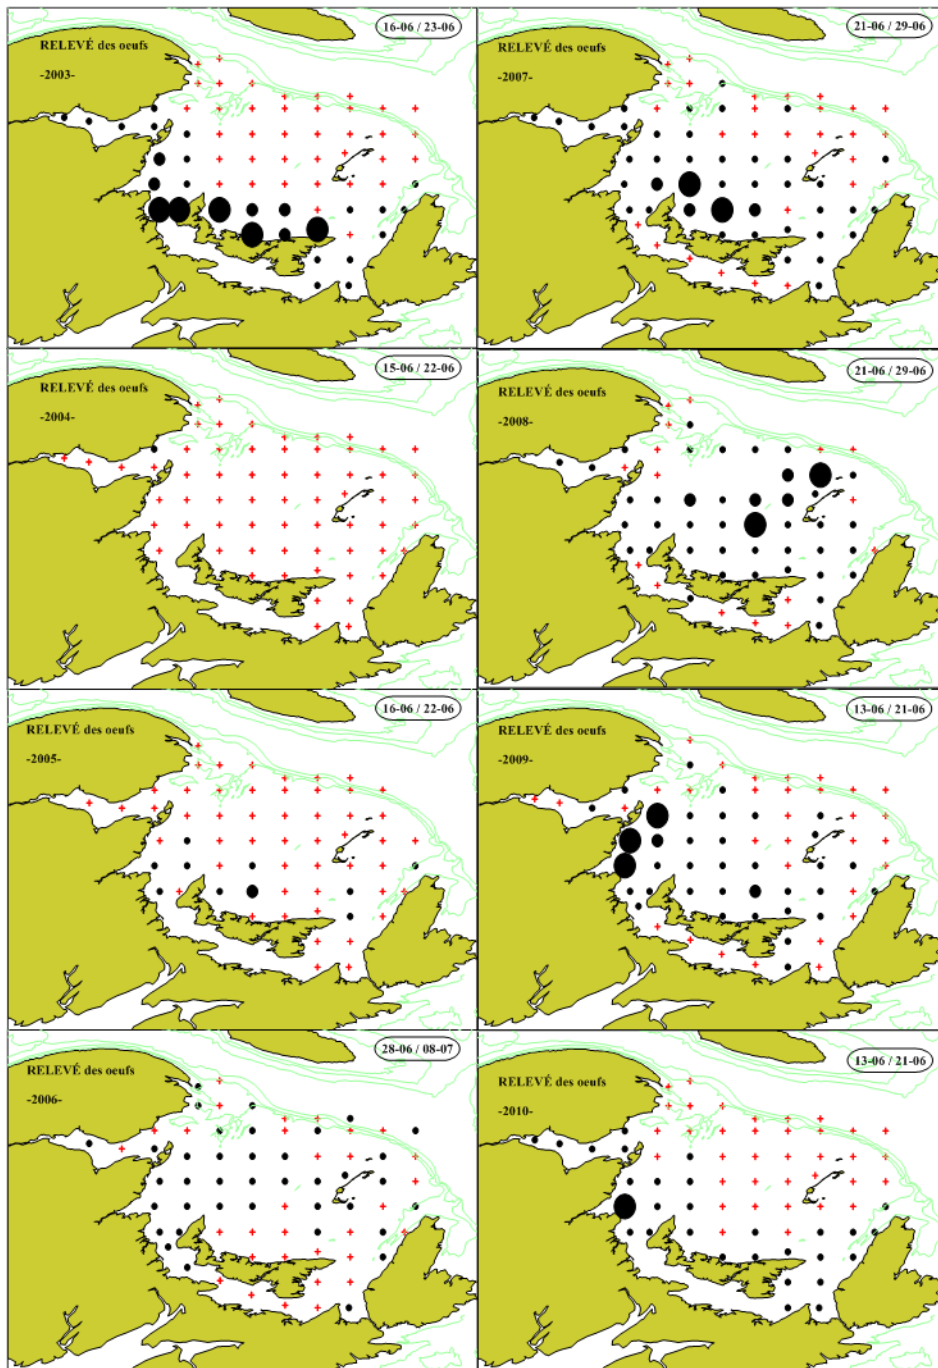 16-06 / 23-06
RELEVÉ des oeufs
-2003-
21-06 / 29-06
RELEVÉ des oeufs
-2007-
15-06 / 22-06
RELEVÉ des oeufs
-2004-
21-06 / 29-06
RELEVÉ des oeufs
-2008-
16-06 / 22-06
RELEVÉ des oeufs
-2005-
13-06 / 21-06
RELEVÉ des oeufs
-2009-
28-06 / 08-07
RELEVÉ des oeufs
-2006-
13-06 / 21-06
RELEVÉ des oeufs
-2010-